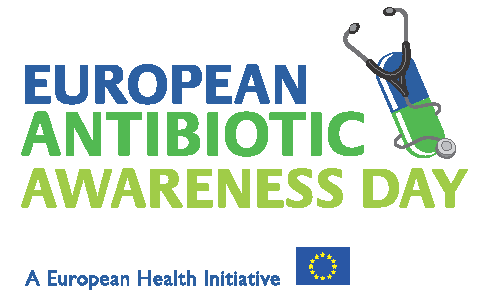 EUROPEAN
ANTIBIOTIC
AWARENESS DAY
A European Health Initiative